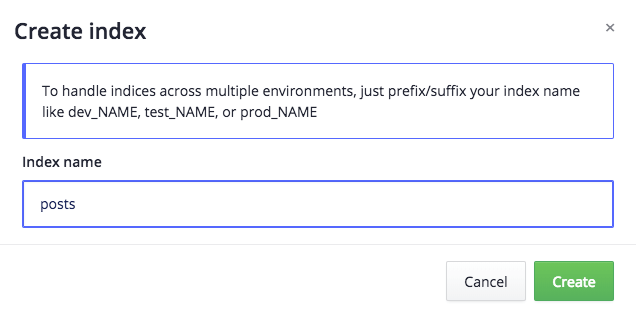 Create index
×
To handle indices across multiple environments, just prefix/suffix your index name
like dev_NAME, test_NAME, or prod_NAME
Index name
posts
Cancel
Create